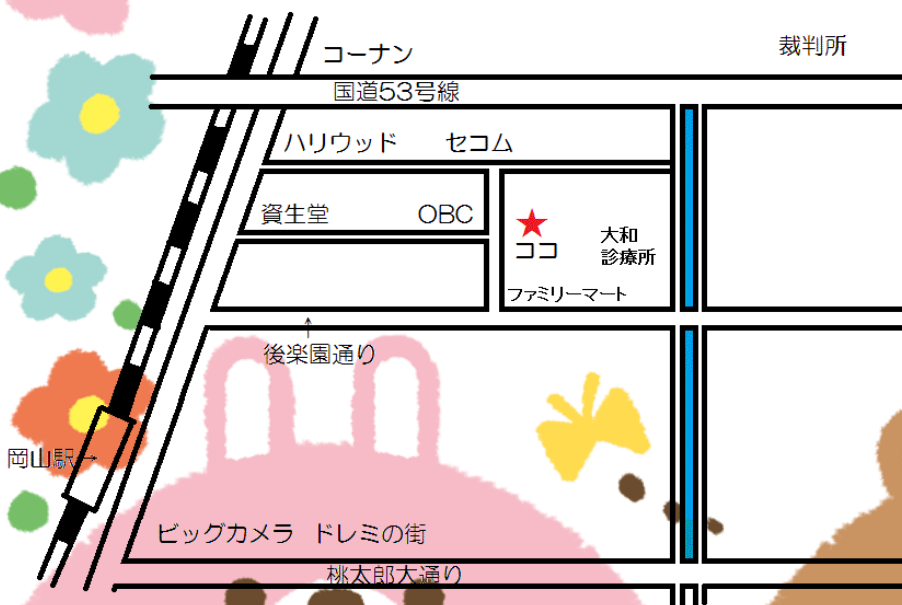 コーナン
裁判所
国道53号線
ハリウッド
セコム
資生堂
OBC
★
ココ
大和
診療所
ファミリーマート
↑
後楽園通り
岡山駅→
ビッグカメラ
ドレミの街
桃太郎大通り